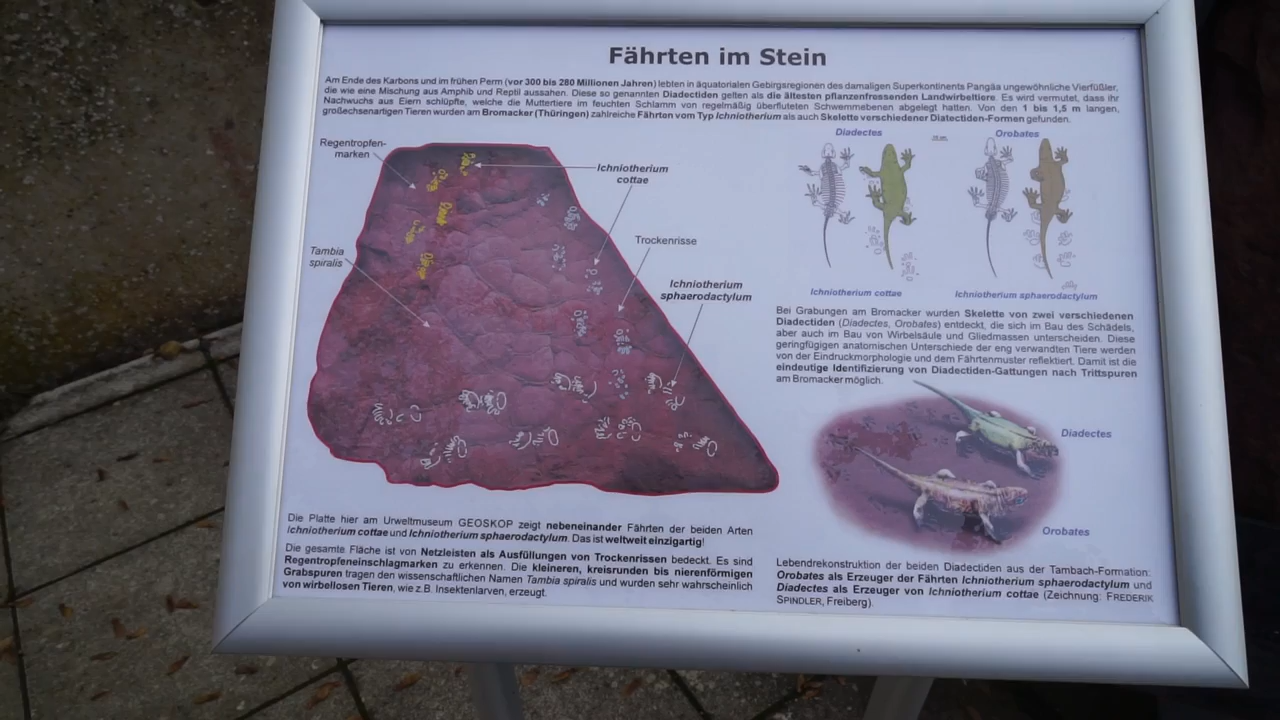 Fährten im Stein
Am Ende des Karbons und im frühen Perm (vor 300 bis 280 Millionen Jahren) lebten in äquatorialen Gebirgsregionen des damaligen Superkontinents Pangäa ungewöhnliche Vierfüßler,
die wie eine Mischung aus Amphib und Reptil aussahen. Diese so genannten Diadectiden gelten als die ältesten pflanzenfressenden Landwirbeltiere. Es wird vermutet, dass ihr
Nachwuchs aus Eiern schlüpfte, welche die Muttertiere im feuchten Schlamm von regelmäßig überfluteten Schwemmebenen abgelegt hatten. Von den 1 bis 1,5 m langen,
großechsenartigen Tieren wurden am Bromacker (Thüringen) zahlreiche Fährten vom Typ Ichniotherium als auch Skelette verschiedener Diatectiden-Formen gefunden.
Regentropfen-
marken
Ichniotherium
cottae
Tambia
spiralis
Trockenrisse
Ichniotherium
sphaerodactylum
Diadectes
Orobates
Ichniotherium cottae
Ichniotherium sphaerodactylum
Bei Grabungen am Bromacker wurden Skelette von zwei verschiedenen
Diadectiden (Diadectes, Orobates) entdeckt, die sich im Bau des Schädels,
aber auch im Bau von Wirbelsäule und Gliedmassen unterscheiden. Diese
geringfügigen anatomischen Unterschiede der eng verwandten Tiere werden
von der Eindruckmorphologie und dem Fährtenmuster reflektiert. Damit ist die
eindeutige Identifizierung von Diadectiden-Gattungen nach Trittspuren
am Bromacker möglich.
Diadectes
Orobates
Die Platte hier am Urweltmuseum GEOSKOP zeigt nebeneinander Fährten der beiden Arten
Ichniotherium cottae und Ichniotherium sphaerodactylum. Das ist weltweit einzigartig!
Die gesamte Fläche ist von Netzleisten als Ausfüllungen von Trockenrissen bedeckt. Es sind
Regentropfeneinschlagmarken zu erkennen. Die kleineren, kreisrunden bis nierenförmigen
Grabspuren tragen den wissenschaftlichen Namen Tambia spiralis und wurden sehr wahrscheinlich
von wirbellosen Tieren, wie z.B. Insektenlarven, erzeugt.
Lebendrekonstruktion der beiden Diadectiden aus der Tambach-Formation:
Orobates als Erzeuger der Fährten Ichniotherium sphaerodactylum und
Diadectes als Erzeuger von Ichniotherium cottae (Zeichnung: FREDERIK
SPINDLER, Freiberg).